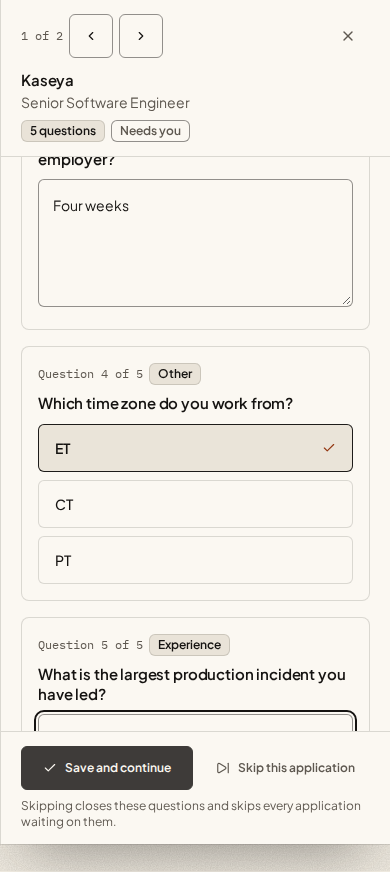 1 of 2
Kaseya
Senior Software Engineer
5 questions Needs you
employer?
Four weeks
Question 4 of 5 Other
Which time zone do you work from?
ET
CT
PT
Question 5 of 5 Experience
What is the largest production incident you
have led?
Save and continue Skip this application
Skipping closes these questions and skips every application
waiting on them.